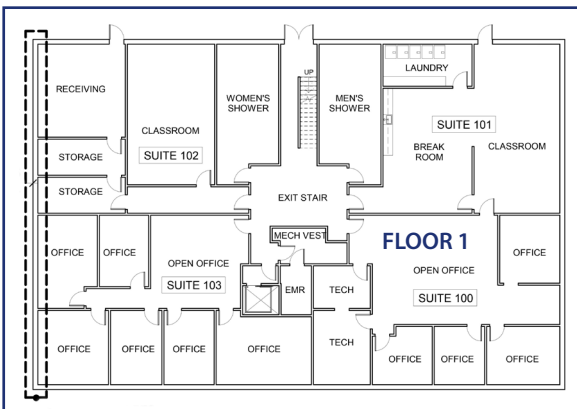 UP
LAUNDRY
RECEIVING
WOMEN'S
SHOWER
MEN'S
SHOWER
CLASSROOM
SUITE 102
SUITE 101
BREAK
ROOM
CLASSROOM
STORAGE
STORAGE
EXIT STAIR
MECH VEST
FLOOR 1
OFFICE
OFFICE
OPEN OFFICE
SUITE 103
EMR
TECH
OPEN OFFICE
SUITE 100
OFFICE
TECH
OFFICE
OFFICE
OFFICE
OFFICE
OFFICE
OFFICE
OFFICE